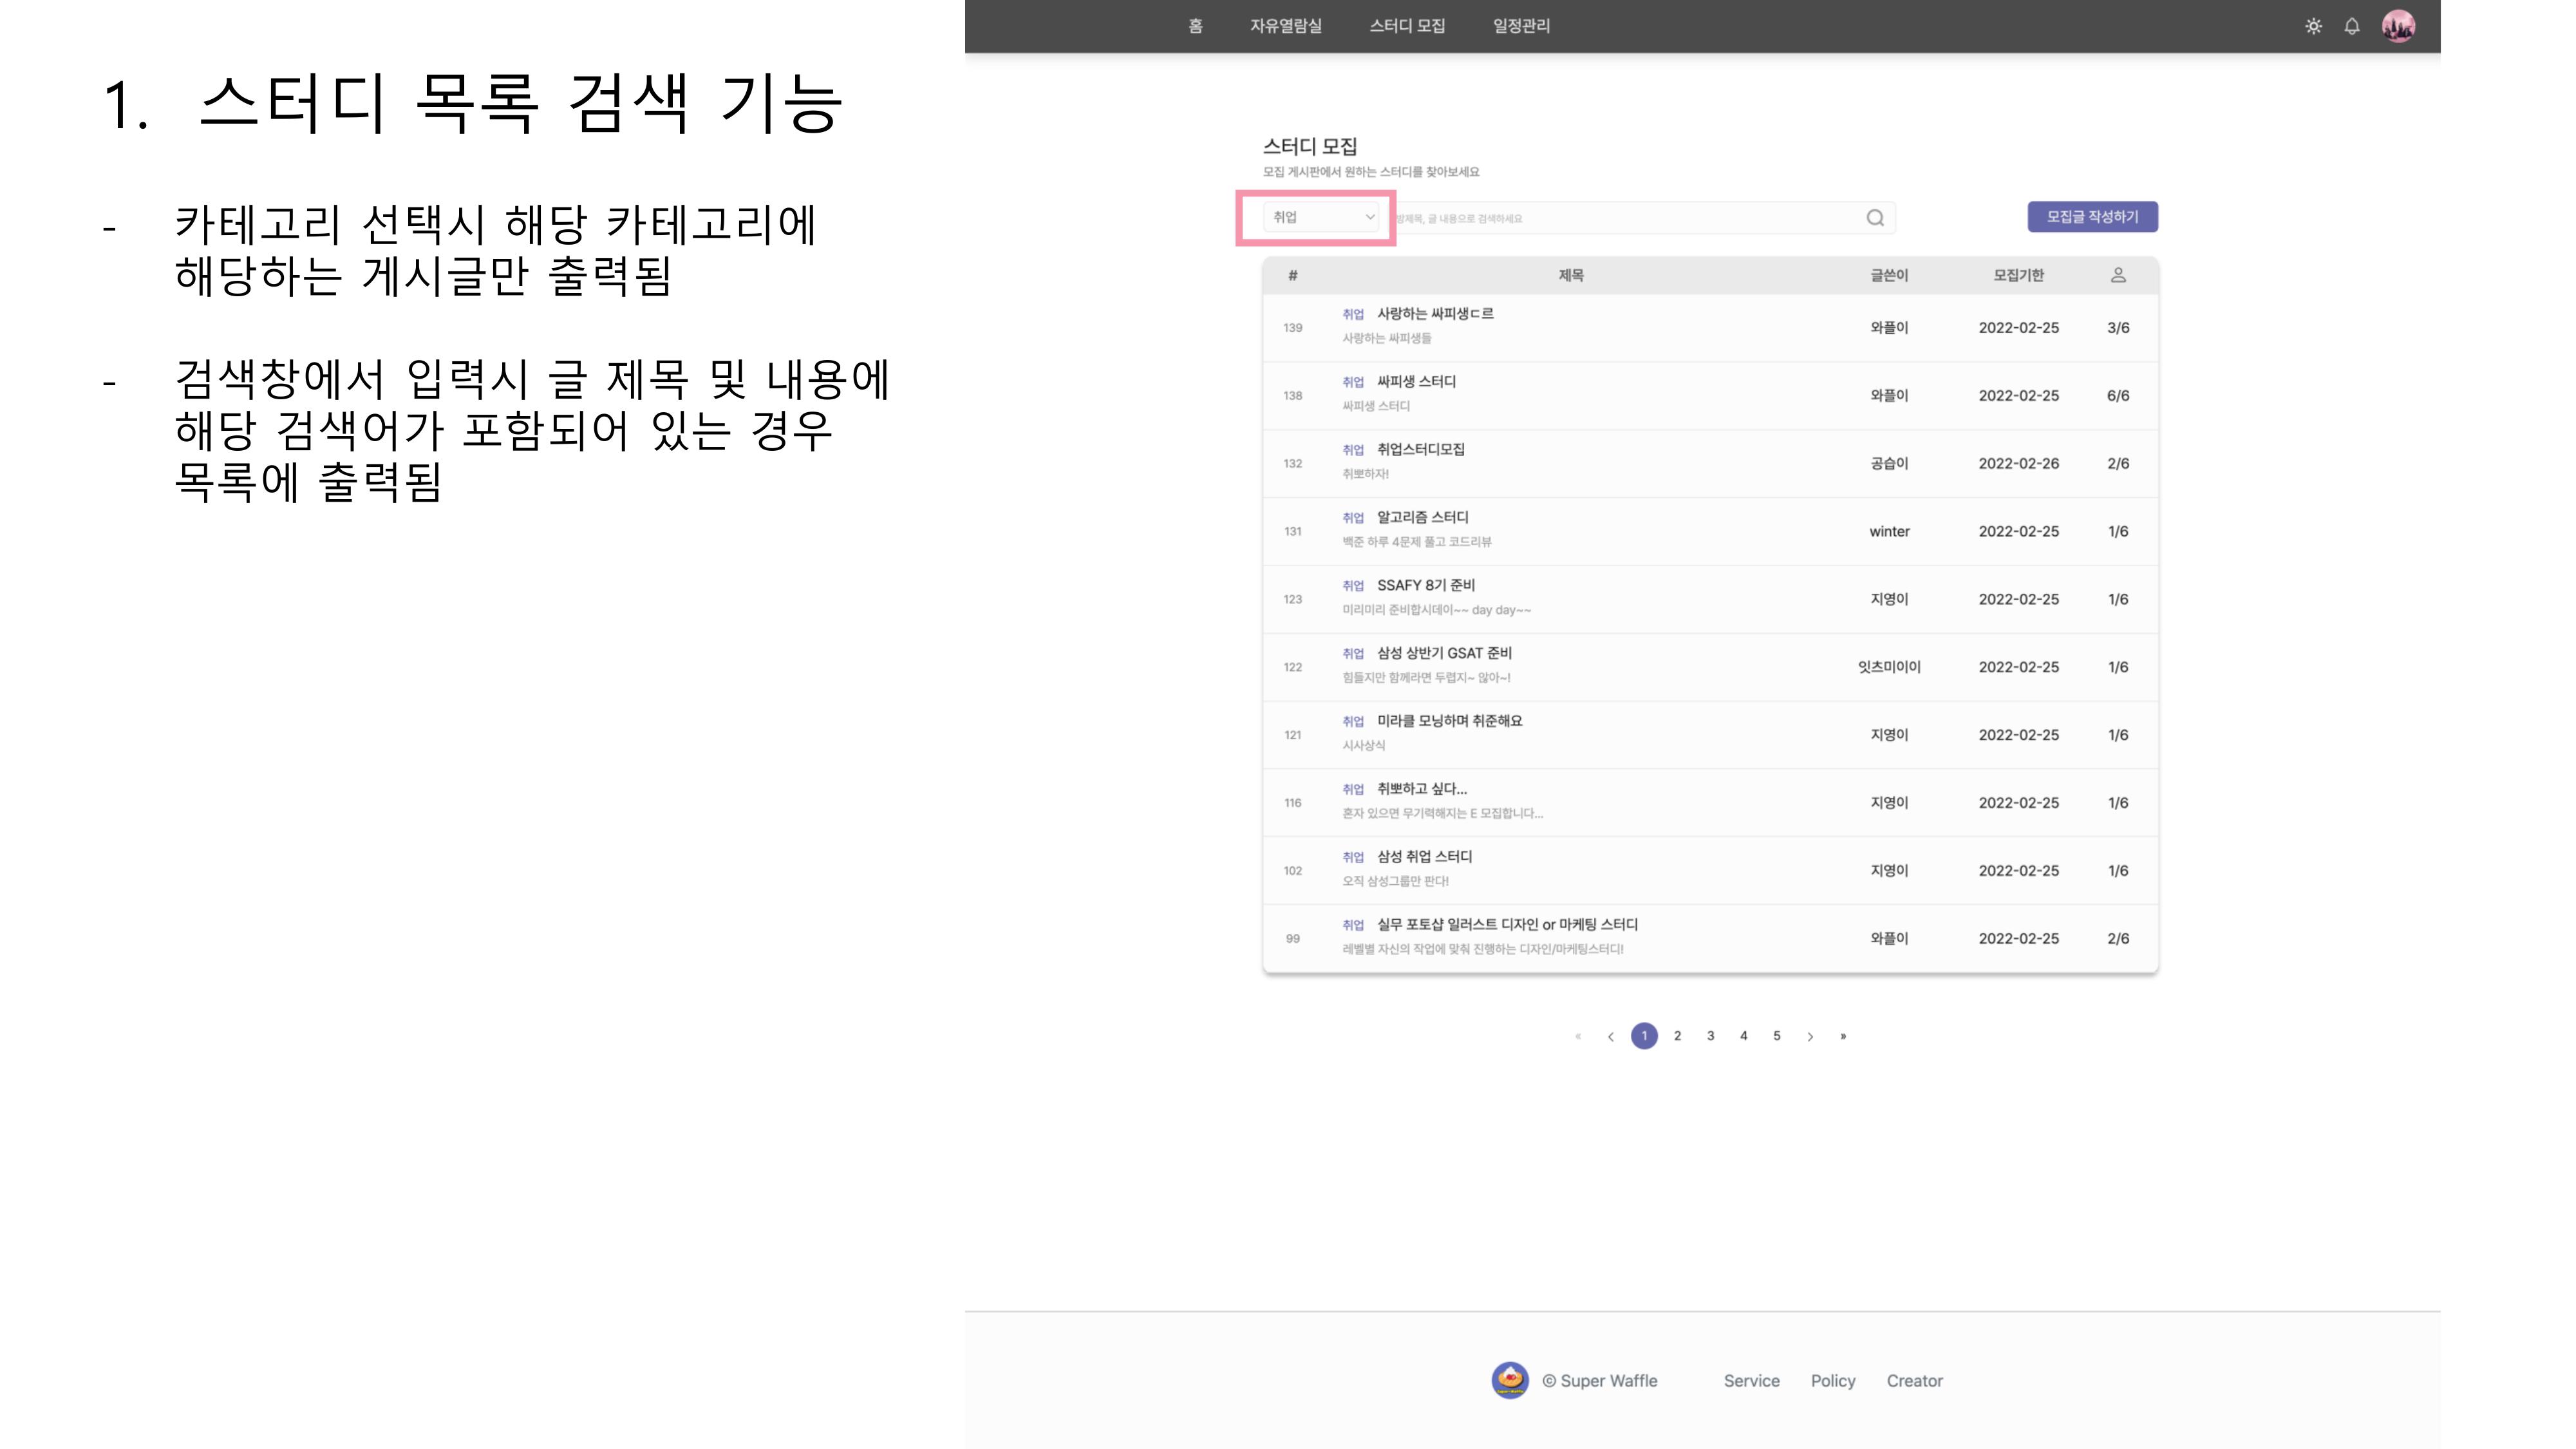 1. 스터디 목록 검색 기능
- 카테고리 선택시 해당 카테고리에
해당하는 게시글만 출력됨
- 검색창에서 입력시 글 제목 및 내용에
해당 검색어가 포함되어 있는 경우
목록에 출력됨
홈 자유열람실 스터디 모집 일정관리
스터디 모집
모집 게시판에서 원하는 스터디를 찾아보세요
취업 방제목, 글 내용으로 검색하세요 모집글 작성하기
# 제목 글쓴이 모집기한
취업 사랑하는 싸피생ㄷ르
139 와플이 2022-02-25 3/6
사랑하는 싸피생들
취업 싸피생 스터디
138 와플이 2022-02-25 6/6
싸피생 스터디
취업 취업스터디모집
132 공습이 2022-02-26 2/6
취뽀하자!
취업 알고리즘 스터디
131 winter 2022-02-25 1/6
백준 하루 4문제 풀고 코드리뷰
취업 SSAFY 8기 준비
123 지영이 2022-02-25 1/6
미리미리 준비합시데이~~ day day~~
취업 삼성 상반기 GSAT 준비
122 잇츠미이이 2022-02-25 1/6
힘들지만 함께라면 두렵지~ 않아~!
취업 미라클 모닝하며 취준해요
121 지영이 2022-02-25 1/6
시사상식
취업 취뽀하고 싶다...
116 지영이 2022-02-25 1/6
혼자 있으면 무기력해지는 E 모집합니다...
취업 삼성 취업 스터디
102 지영이 2022-02-25 1/6
오직 삼성그룹만 판다!
취업 실무 포토샵 일러스트 디자인 or 마케팅 스터디
99 와플이 2022-02-25 2/6
레벨별 자신의 작업에 맞춰 진행하는 디자인/마케팅스터디!
« < 1 2 3 4 5 > »
© Super Waffle Service Policy Creator